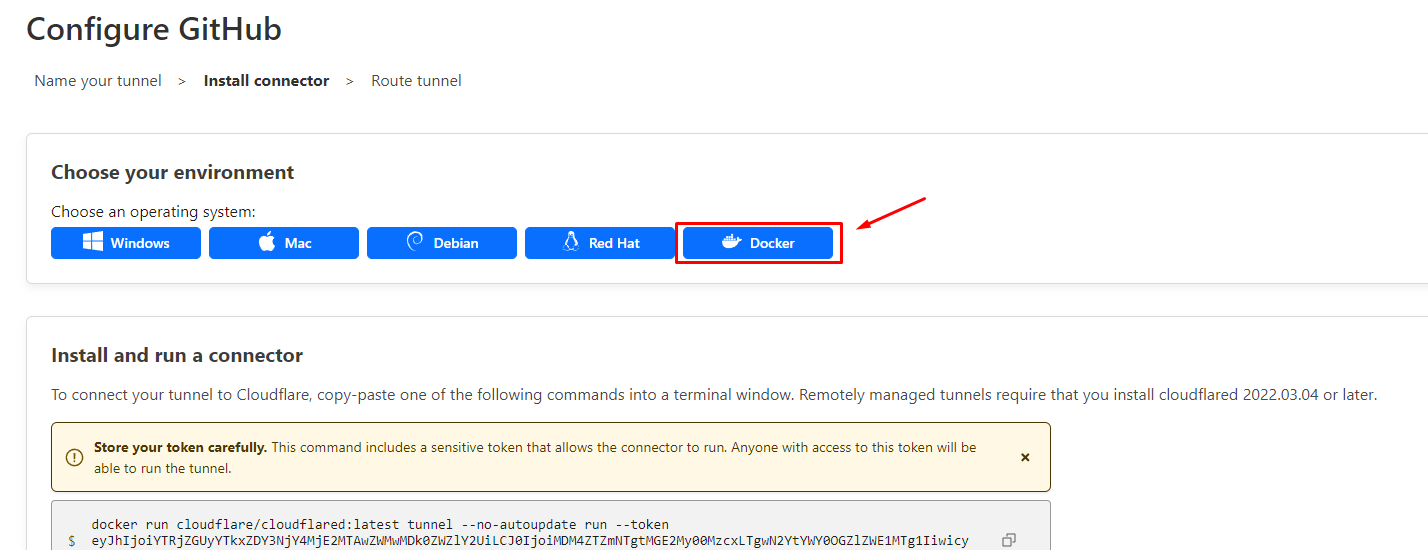 Configure GitHub
Name your tunnel > Install connector > Route tunnel
Choose your environment
Choose an operating system:
Windows Mac Debian Red Hat Docker
Install and run a connector
To connect your tunnel to Cloudflare, copy-paste one of the following commands into a terminal window. Remotely managed tunnels require that you install cloudflared 2022.03.04 or later.
Store your token carefully. This command includes a sensitive token that allows the connector to run. Anyone with access to this token will be
able to run the tunnel.
docker run cloudflare/cloudflared:latest tunnel --no-autoupdate run --token
$ eyJhIjoiYTRjZGUyYTkxZDY3NjY4MjE2MTAwZWMwMDk0ZWZlY2UiLCJ0IjoiMDM4ZTZmNTgtMGE2My00MzcxLTgwN2YtYWY0OGZlZWE1MTg1Iiwicy